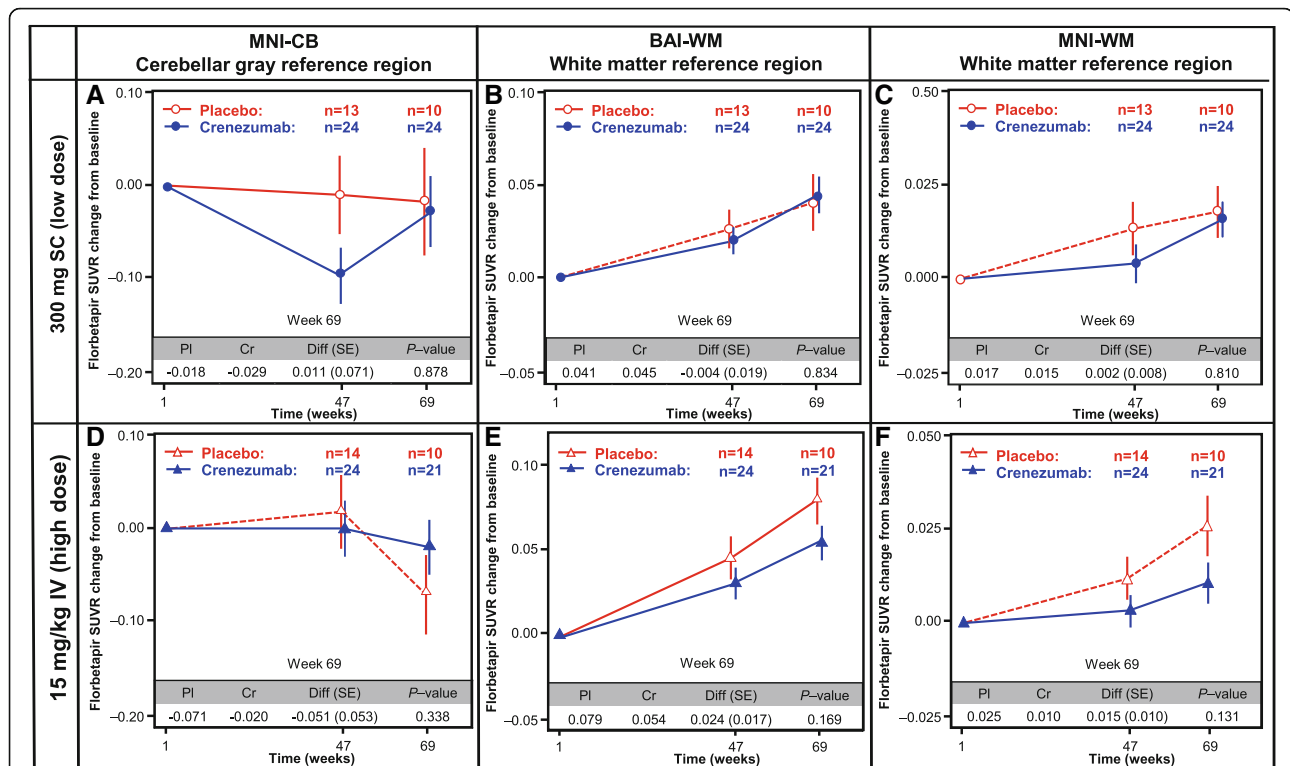 MNI-CB
Cerebellar gray reference region
BAI-WM
White matter reference region
MNI-WM
White matter reference region
300 mg SC (low dose)
A
Florbetapir SUVR change from baseline
0.10
0.00
−0.10
−0.20
Placebo: n=13 n=10
Crenezumab: n=24 n=24
Week 69
Pl Cr Diff (SE) P–value
-0.018 -0.029 0.011 (0.071) 0.878
1 47 69
Time (weeks)
B
Florbetapir SUVR change from baseline
0.10
0.05
0.00
−0.05
Placebo: n=13 n=10
Crenezumab: n=24 n=24
Week 69
Pl Cr Diff (SE) P–value
0.041 0.045 -0.004 (0.019) 0.834
1 47 69
Time (weeks)
C
Florbetapir SUVR change from baseline
0.50
0.025
0.000
−0.025
Placebo: n=13 n=10
Crenezumab: n=24 n=24
Week 69
Pl Cr Diff (SE) P–value
0.017 0.015 0.002 (0.008) 0.810
1 47 69
Time (weeks)
15 mg/kg IV (high dose)
D
Florbetapir SUVR change from baseline
0.10
0.00
−0.10
−0.20
Placebo: n=14 n=10
Crenezumab: n=24 n=21
Week 69
Pl Cr Diff (SE) P–value
-0.071 -0.020 -0.051 (0.053) 0.338
1 47 69
Time (weeks)
E
Florbetapir SUVR change from baseline
0.10
0.05
0.00
−0.05
Placebo: n=14 n=10
Crenezumab: n=24 n=21
Week 69
Pl Cr Diff (SE) P–value
0.079 0.054 0.024 (0.017) 0.169
1 47 69
Time (weeks)
F
Florbetapir SUVR change from baseline
0.050
0.025
0.00
−0.025
Placebo: n=14 n=10
Crenezumab: n=24 n=21
Week 69
Pl Cr Diff (SE) P–value
0.025 0.010 0.015 (0.010) 0.131
1 47 69
Time (weeks)